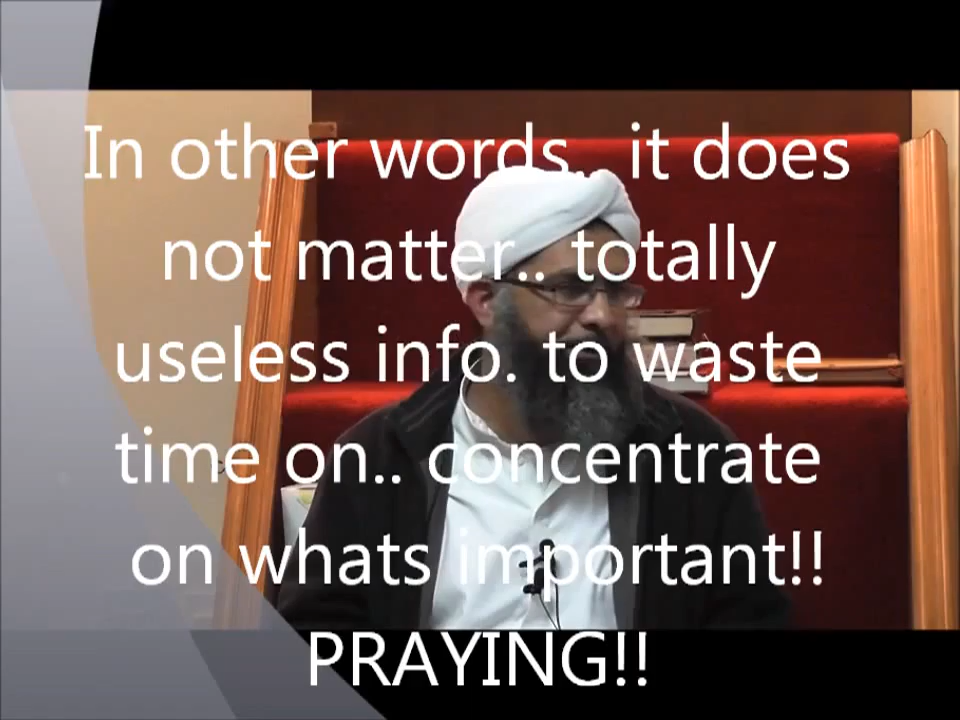 In other words.. it does
not matter.. totally
useless info. to waste
time on.. concentrate
on whats important!!
PRAYING!!